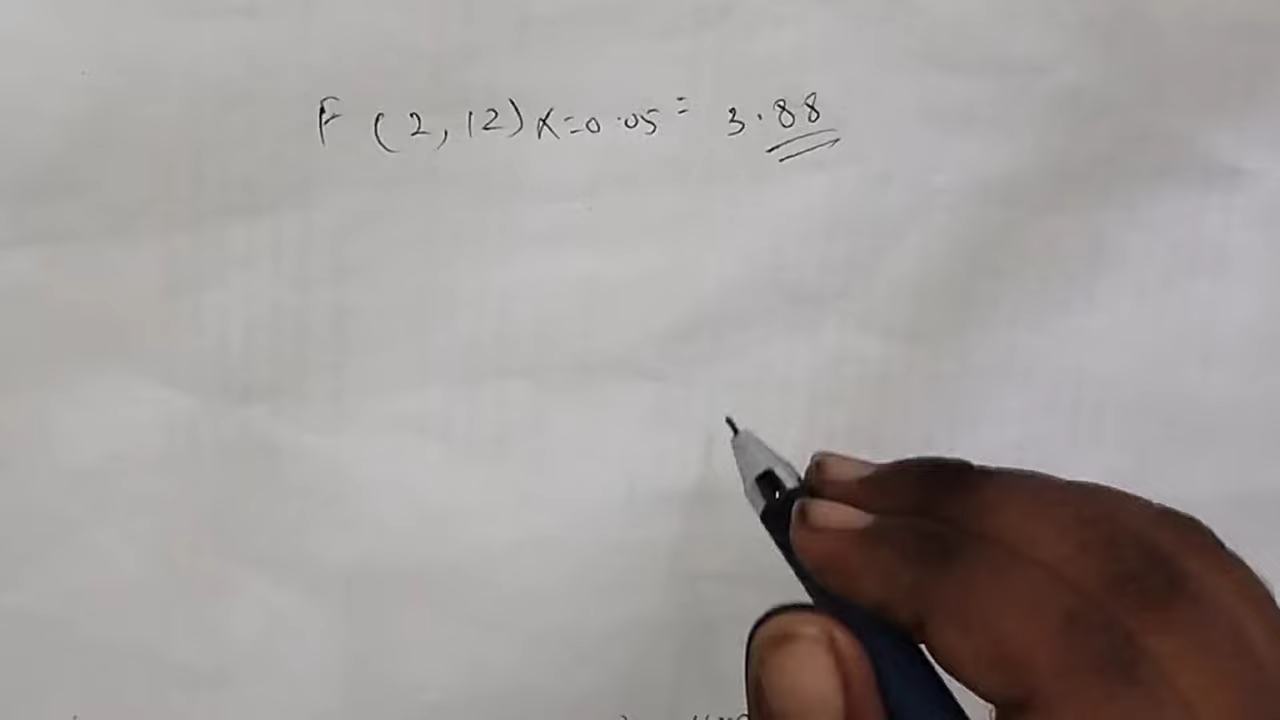 F (2,12) α=0.05 = 3.88